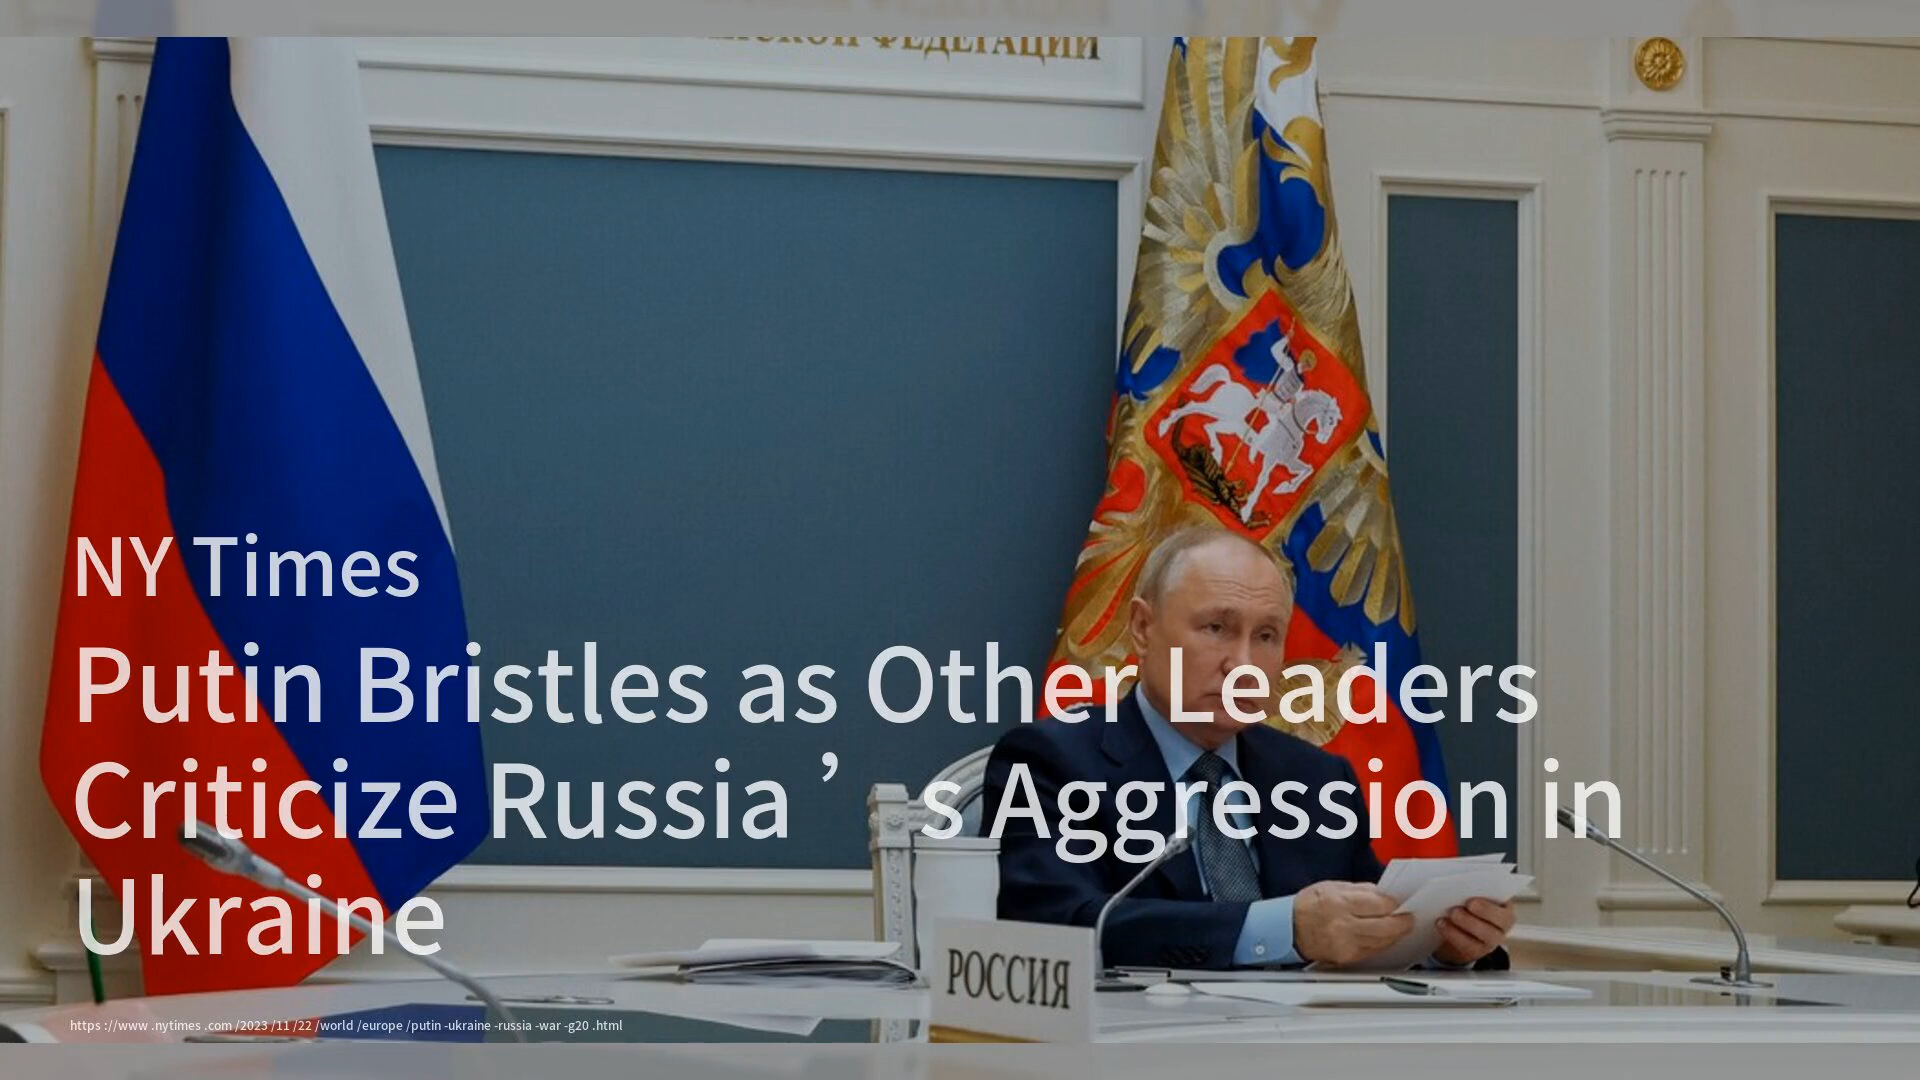 ФЕДЕРАЦИИ
NY Times
Putin Bristles as Other Leaders
Criticize Russia’s Aggression in
Ukraine
РОССИЯ
https://www.nytimes.com/2023/11/22/world/europe/putin-ukraine-russia-war-g20.html